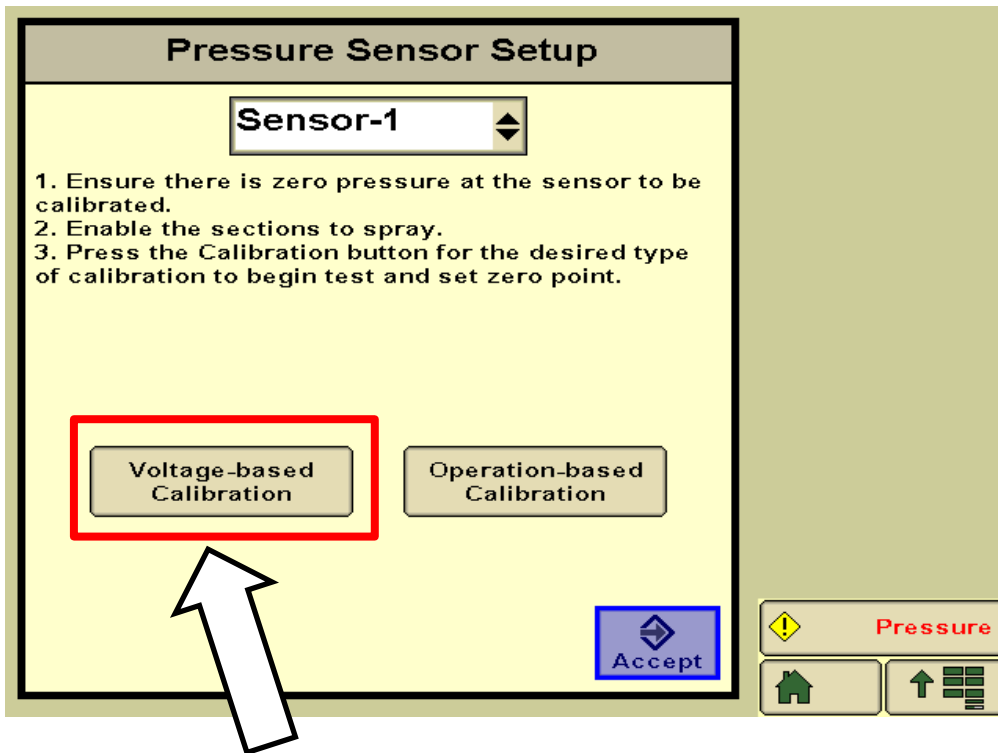 Pressure Sensor Setup
Sensor-1
1. Ensure there is zero pressure at the sensor to be
calibrated.
2. Enable the sections to spray.
3. Press the Calibration button for the desired type
of calibration to begin test and set zero point.
Voltage-based
Calibration
Operation-based
Calibration
Accept
Pressure